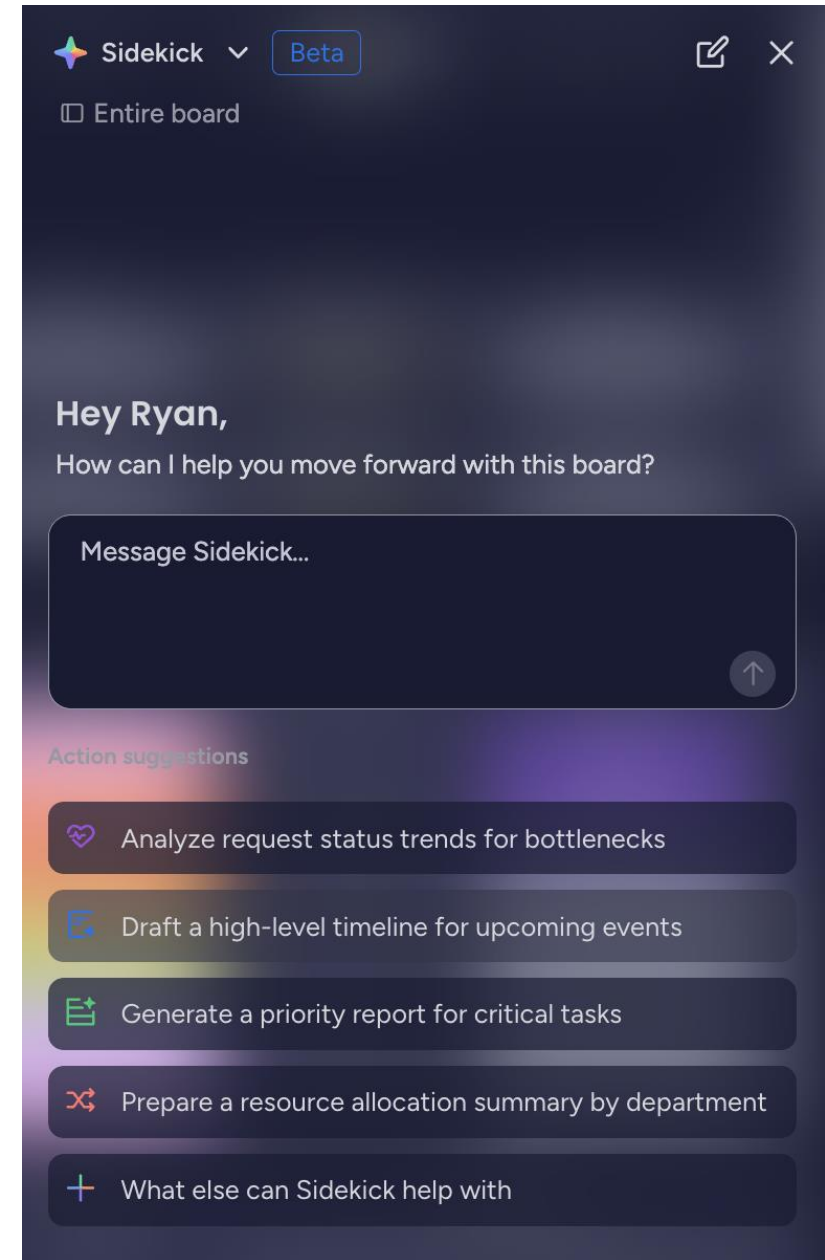 Sidekick Beta
Entire board
Hey Ryan,
How can I help you move forward with this board?
Message Sidekick...
Action suggestions
Analyze request status trends for bottlenecks
Draft a high-level timeline for upcoming events
Generate a priority report for critical tasks
Prepare a resource allocation summary by department
What else can Sidekick help with